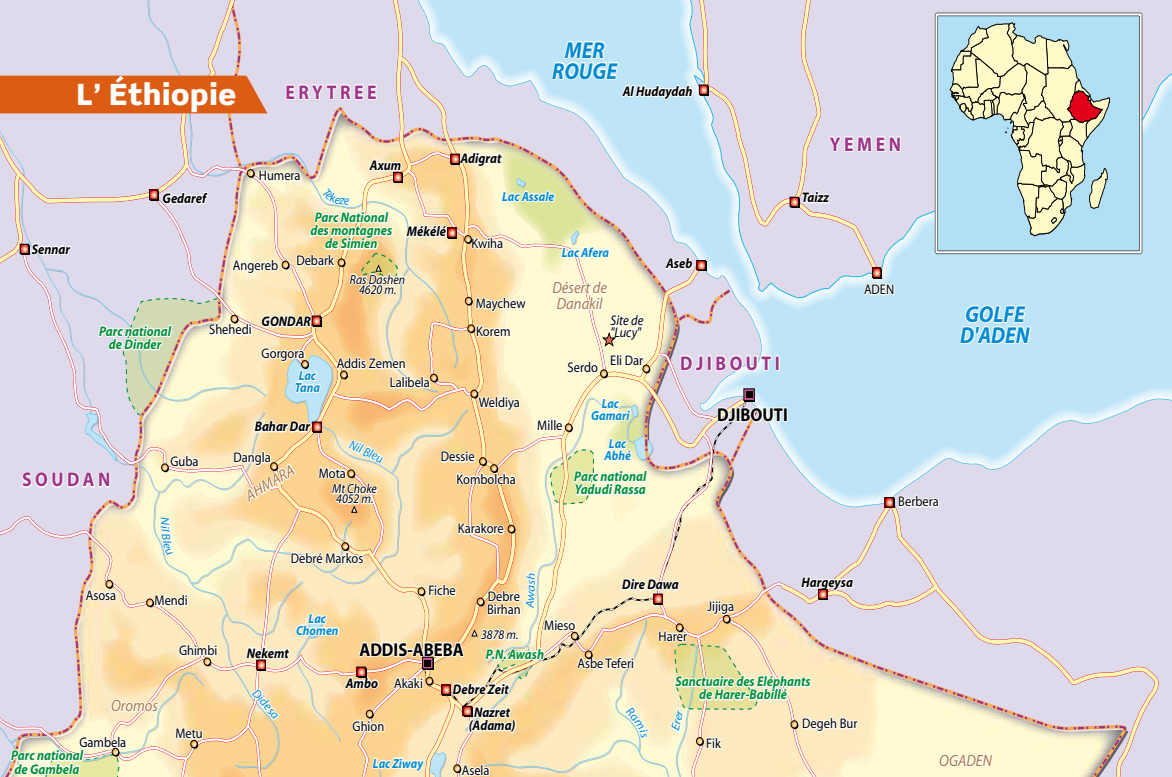 L' Éthiopie
MER
ROUGE
ERYTREE
Al Hudaydah
YEMEN
Axum
Adigrat
Humera
Tékezé
Lac Assale
Gedaref
Taizz
Parc National
des montagnes
de Simien
Mékélé
Kwiha
Sennar
Lac Afera
Angereb
Debark
Aseb
Ras Dashen
4620 m.
ADEN
Désert de
Danakil
Maychew
GOLFE
D'ADEN
Parc national
de Dinder
Shehedi
GONDAR
Korem
Site de
"Lucy"
Gorgora
Addis Zemen
Lac
Tana
Lalibela
Serdo
Eli Dar
DJIBOUTI
Weldiya
Lac
Gamari
DJIBOUTI
Bahar Dar
Mille
Nil Bleu
Lac
Abhé
Guba
Dangla
AHMARA
Mota
Dessie
Kombolcha
SOUDAN
Mt Choke
4052 m.
Parc national
Yadudi Rassa
Berbera
Nil Bleu
Karakore
Debré Markos
Asosa
Mendi
Fiche
Debre
Birhan
Awash
Dire Dawa
Hargeysa
Jijiga
Lac
Chomen
3878 m.
Mieso
Harer
Ghimbi
Nekemt
ADDIS-ABEBA
P.N. Awash
Asbe Teferi
Ambo
Akaki
Debre Zeit
Sanctuaire des Eléphants
de Harer-Babillé
Oromos
Didesa
Ghion
Nazret
(Adama)
Ramis
Erer
Degeh Bur
Gambela
Metu
Fik
Parc national
de Gambela
Lac Ziway
Asela
OGADEN